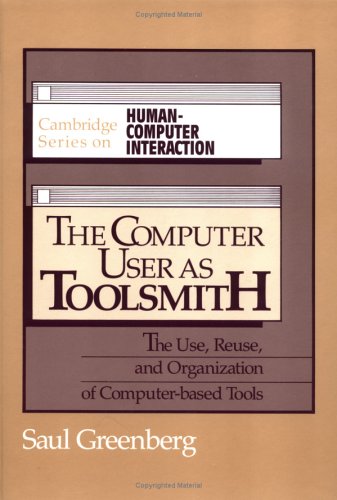 Copyrighted Material
Cambridge
Series on
HUMAN-
COMPUTER
INTERACTION
THE COMPUTER
USER AS
TOOLSMITH
The Use, Reuse,
and Organization
of Computer-based Tools
Saul Greenberg
Copyrighted Material